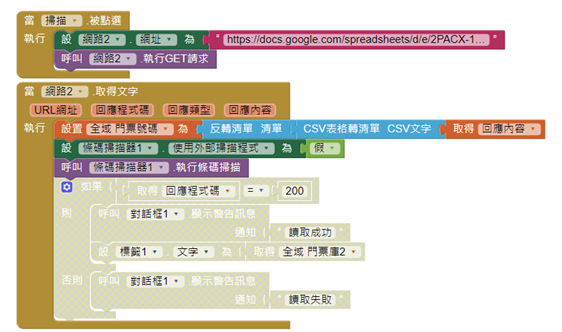 當 掃描 .被點選
執行 設 網路2 . 網址 為 " https://docs.google.com/spreadsheets/d/e/2PACX-1... "
呼叫 網路2 .執行GET請求
當 網路2 .取得文字
URL網址 回應程式碼 回應類型 回應內容
執行 設置 全域 門票號碼 為 反轉清單 清單 CSV表格轉清單 CSV文字 取得 回應內容
設 條碼掃描器1 . 使用外部掃描程式 為 假
呼叫 條碼掃描器1 .執行條碼掃描
如果 取得 回應程式碼 = 200
則 呼叫 對話框1 .顯示警告訊息
通知 " 讀取成功 "
設 標籤1 . 文字 為 取得 全域 門票庫2
否則 呼叫 對話框1 .顯示警告訊息
通知 " 讀取失敗 "